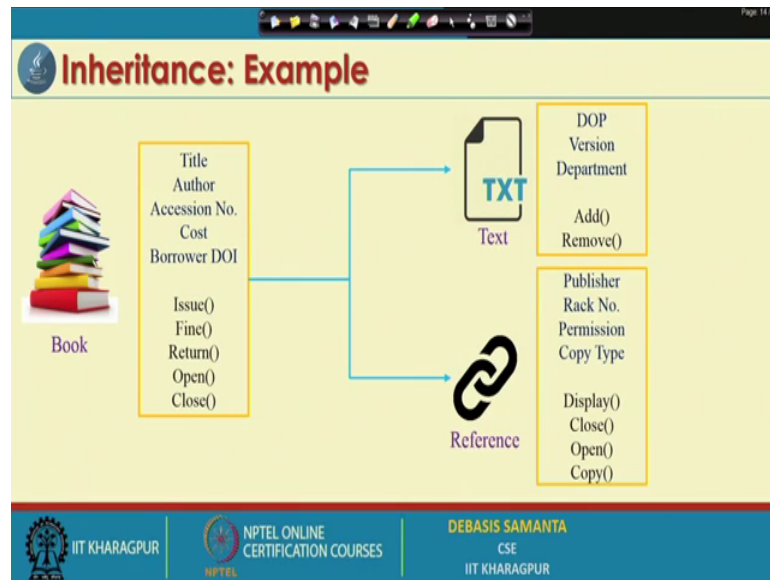 Page: 14
Inheritance: Example
Title
Author
Accession No.
Cost
Borrower DOI
Issue()
Fine()
Return()
Open()
Close()
Book
TXT
Text
DOP
Version
Department
Add()
Remove()
Reference
Publisher
Rack No.
Permission
Copy Type
Display()
Close()
Open()
Copy()
IIT KHARAGPUR
NPTEL
NPTEL ONLINE
CERTIFICATION COURSES
DEBASIS SAMANTA
CSE
IIT KHARAGPUR